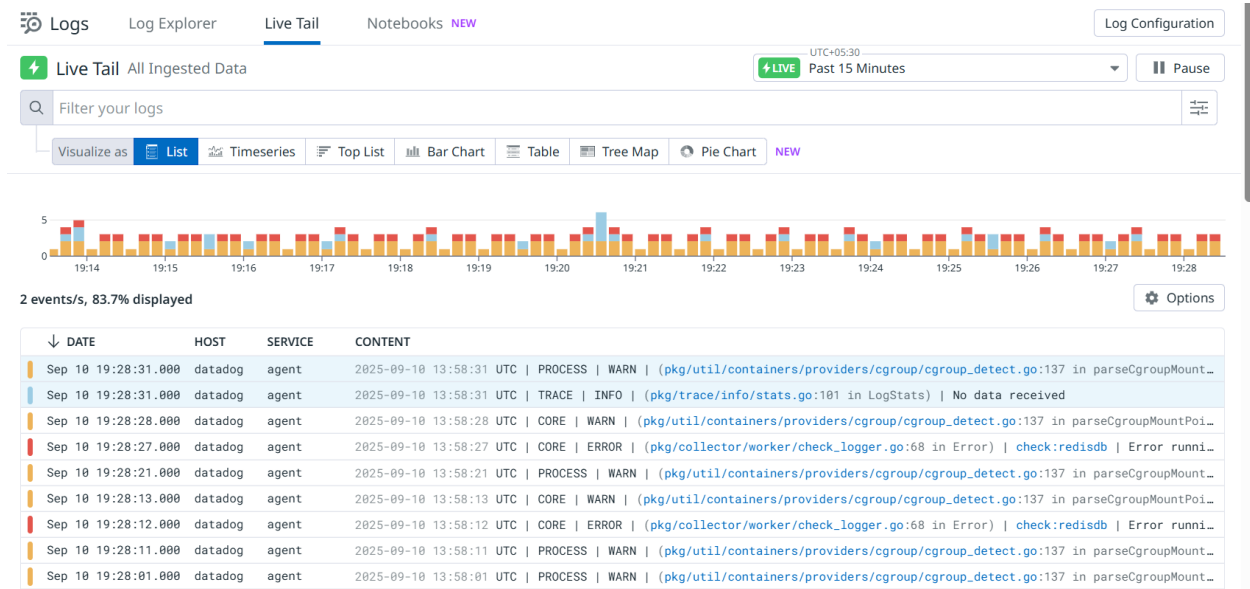 Logs Log Explorer Live Tail Notebooks NEW Log Configuration
UTC+05:30
Live Tail All Ingested Data LIVE Past 15 Minutes Pause
Filter your logs
Visualize as List Timeseries Top List Bar Chart Table Tree Map Pie Chart NEW
5
0
19:14 19:15 19:16 19:17 19:18 19:19 19:20 19:21 19:22 19:23 19:24 19:25 19:26 19:27 19:28
2 events/s, 83.7% displayed Options
DATE HOST SERVICE CONTENT
Sep 10 19:28:31.000 datadog agent 2025-09-10 13:58:31 UTC | PROCESS | WARN | (pkg/util/containers/providers/cgroup/cgroup_detect.go:137 in parseCgroupMount…
Sep 10 19:28:31.000 datadog agent 2025-09-10 13:58:31 UTC | TRACE | INFO | (pkg/trace/info/stats.go:101 in LogStats) | No data received
Sep 10 19:28:28.000 datadog agent 2025-09-10 13:58:28 UTC | CORE | WARN | (pkg/util/containers/providers/cgroup/cgroup_detect.go:137 in parseCgroupMountPoi…
Sep 10 19:28:27.000 datadog agent 2025-09-10 13:58:27 UTC | CORE | ERROR | (pkg/collector/worker/check_logger.go:68 in Error) | check:redisdb | Error runni…
Sep 10 19:28:21.000 datadog agent 2025-09-10 13:58:21 UTC | PROCESS | WARN | (pkg/util/containers/providers/cgroup/cgroup_detect.go:137 in parseCgroupMount…
Sep 10 19:28:13.000 datadog agent 2025-09-10 13:58:13 UTC | CORE | WARN | (pkg/util/containers/providers/cgroup/cgroup_detect.go:137 in parseCgroupMountPoi…
Sep 10 19:28:12.000 datadog agent 2025-09-10 13:58:12 UTC | CORE | ERROR | (pkg/collector/worker/check_logger.go:68 in Error) | check:redisdb | Error runni…
Sep 10 19:28:11.000 datadog agent 2025-09-10 13:58:11 UTC | PROCESS | WARN | (pkg/util/containers/providers/cgroup/cgroup_detect.go:137 in parseCgroupMount…
Sep 10 19:28:01.000 datadog agent 2025-09-10 13:58:01 UTC | PROCESS | WARN | (pkg/util/containers/providers/cgroup/cgroup_detect.go:137 in parseCgroupMount…